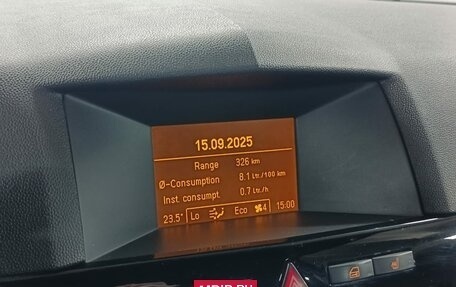 15.09.2025
Range 326 km
Ø-Consumption 8.1 Ltr./100 km
Inst. consumpt. 0.7 Ltr./h
23.5° Lo Eco 4 15:00